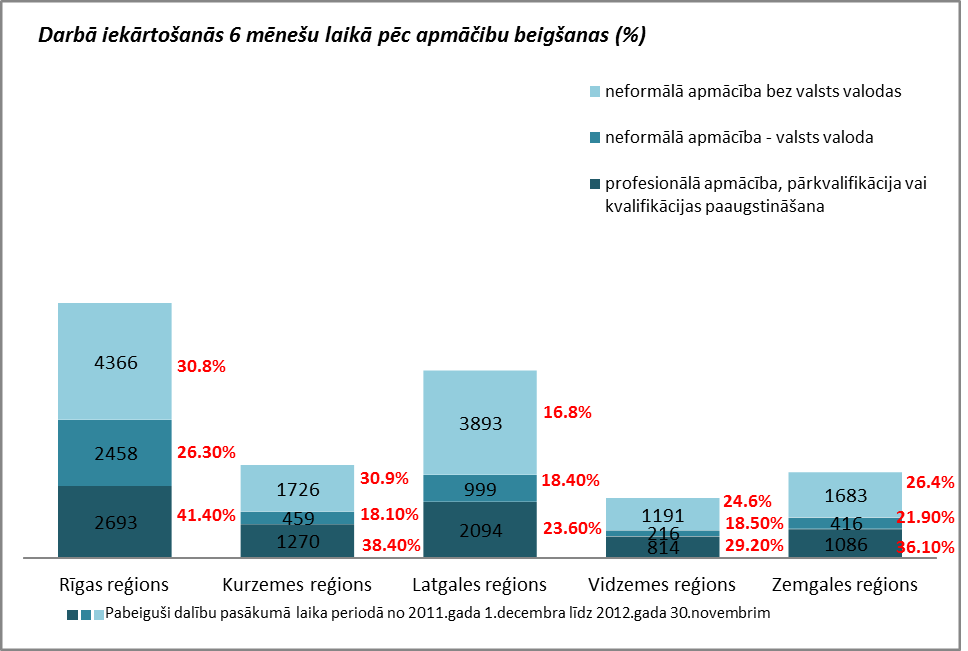 Darbā iekārtošanās 6 mēnešu laikā pēc apmācību beigšanas (%)
neformālā apmācība bez valsts valodas
neformālā apmācība - valsts valoda
profesionālā apmācība, pārkvalifikācija vai
kvalifikācijas paaugstināšana
4366
30.8%
2458
26.30%
2693
41.40%
1726
30.9%
459
18.10%
1270
38.40%
3893
16.8%
999
18.40%
2094
23.60%
1191
24.6%
216
18.50%
814
29.20%
1683
26.4%
416
21.90%
1086
36.10%
Rīgas reģions
Kurzemes reģions
Latgales reģions
Vidzemes reģions
Zemgales reģions
Pabeiguši dalību pasākumā laika periodā no 2011.gada 1.decembra līdz 2012.gada 30.novembrim